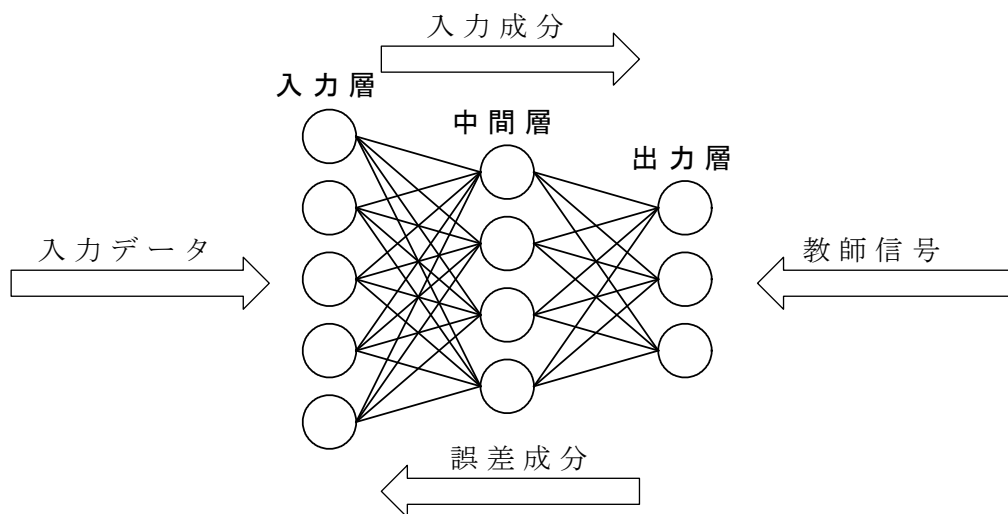 入力成分
入力層
中間層
出力層
入力データ
教師信号
誤差成分